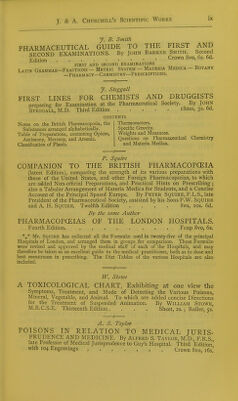 J. & A. CHURCHILL'S SCIENTIFIC WORKS ix
J. B. Smith
PHARMACEUTICAL GUIDE TO THE FIRST AND
SECOND EXAMINATIONS. By JOHN BARKER SMITH. Second
Edition . . . . Crown 8vo, 6s. 6d.
FIRST AND SECOND EXAMINATIONS
LATIN GRAMMAR—FRACTIONS—METRIC SYSTEM—MATERIA MEDICA—BOTANY
—PHARMACY—CHEMISTRY—PRESCRIPTIONS.
J. Steggall
FIRST LINES FOR CHEMISTS AND DRUGGISTS
preparing for Examination at the Pharmaceutical Society. By JOHN
STEGGALL, M.D. Third Edition . . . . 18mo, 3s. 6d.
CONTENTS
Notes on the British Pharmacopœia, the
Substances arranged alphabetically.
Table of Preparations, containing Opium,
Antimony, Mercury, and Arsenic.
Classification of Plants.
Thermometers.
Specific Gravity.
Weights and Measures.
Questions on Pharmaceutical Chemistry
and Materia Medica.
P. Squire
COMPANION TO THE BRITISH PHARMACOPŒIA
(latest Edition), comparing the strength of its various preparations with
those of the United States, and other Foreign Pharmacopœias, to which
are added Non-official Preparations, and Practical Hints on Prescribing;
also a Tabular Arrangement of Materia Medica for Students, and a Concise
Account of the Principal Spas of Europe. By PETER SQUIRE, F.L.S., late
President of the Pharmaceutical Society, assisted by his Sons P.W. SQUIRE
and A. H. SQUIRE. Twelfth Edition . . . . 8vo, 10s. 6d.
By the same Author
PHARMACOPŒIAS OF THE LONDON HOSPITALS.
Fourth Edition. . . . . Fcap 8vo, 6s.
*** Mr. Squire has collected all the Formulæ used in twenty-five of the principal
Hospitals of London, and arranged them in groups for comparison. These Formulæ
were revised and approved by the medical staff of each of the Hospitals, and may
therefore be taken as an excellent guide to the medical practitioner, both as to dose and
best menstruum in prescribing. The Diet Tables of the various Hospitals are also
included.
W. Stowe
A TOXICOLOGICAL CHART, Exhibiting at one view the
Symptoms, Treatment, and Mode of Detecting the Various Poisons,
Mineral, Vegetable, and Animal. To which are added concise Directions
for the Treatment of Suspended Animation. By WILLIAM STOWE,
M.R.C.S.E. Thirteenth Edition. . . . Sheet, 2s.; Roller, 5s.
A. S. Taylor
POISONS IN RELATION TO MEDICAL JURIS-
PRUDENCE AND MEDICINE. By ALFRED S. TAYLOR, M.D., F.R.S.,
late Professor of Medical Jurisprudence to Guy's Hospital. Third Edition,
with 104 Engravings . . . . Crown 8vo, 16s.